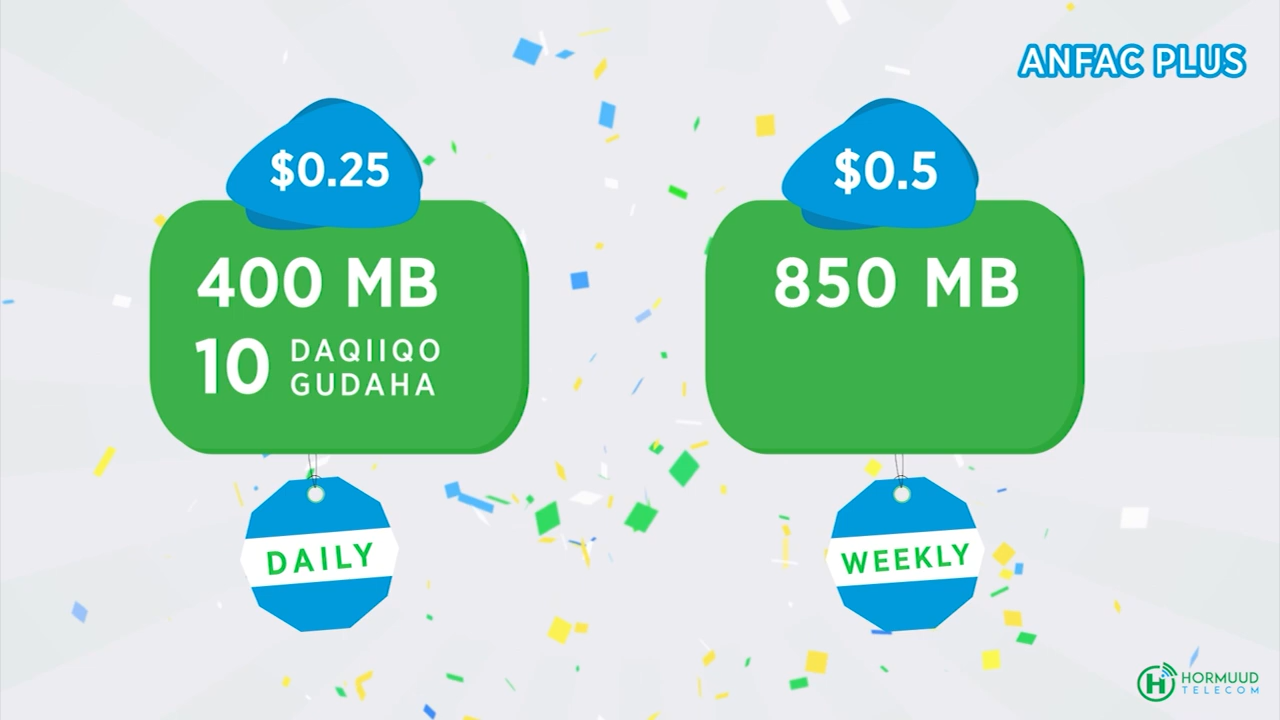 ANFAC PLUS
$0.25
400 MB
10 DAQIIQO
GUDAHA
DAILY
$0.5
850 MB
WEEKLY
HORMUUD
TELECOM